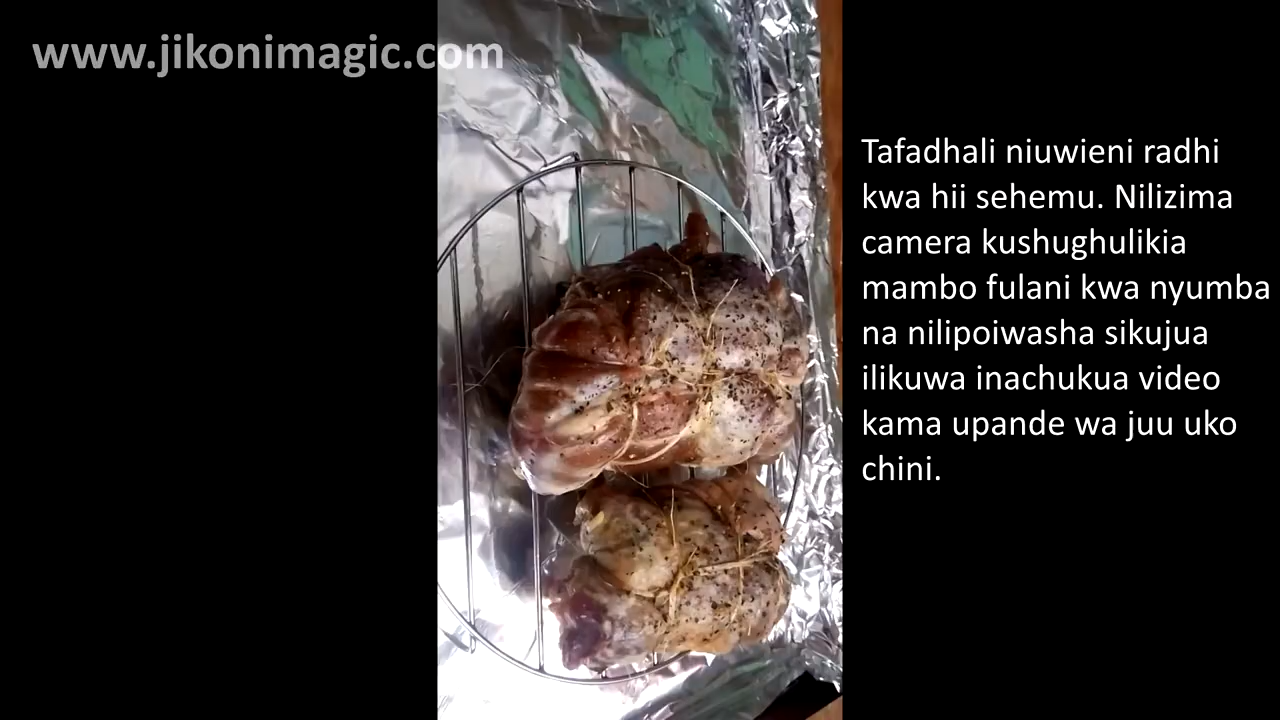 www.jikonimagic.com
Tafadhali niuwieni radhi
kwa hii sehemu. Nilizima
camera kushughulikia
mambo fulani kwa nyumba
na nilipoiwasha sikujua
ilikuwa inachukua video
kama upande wa juu uko
chini.